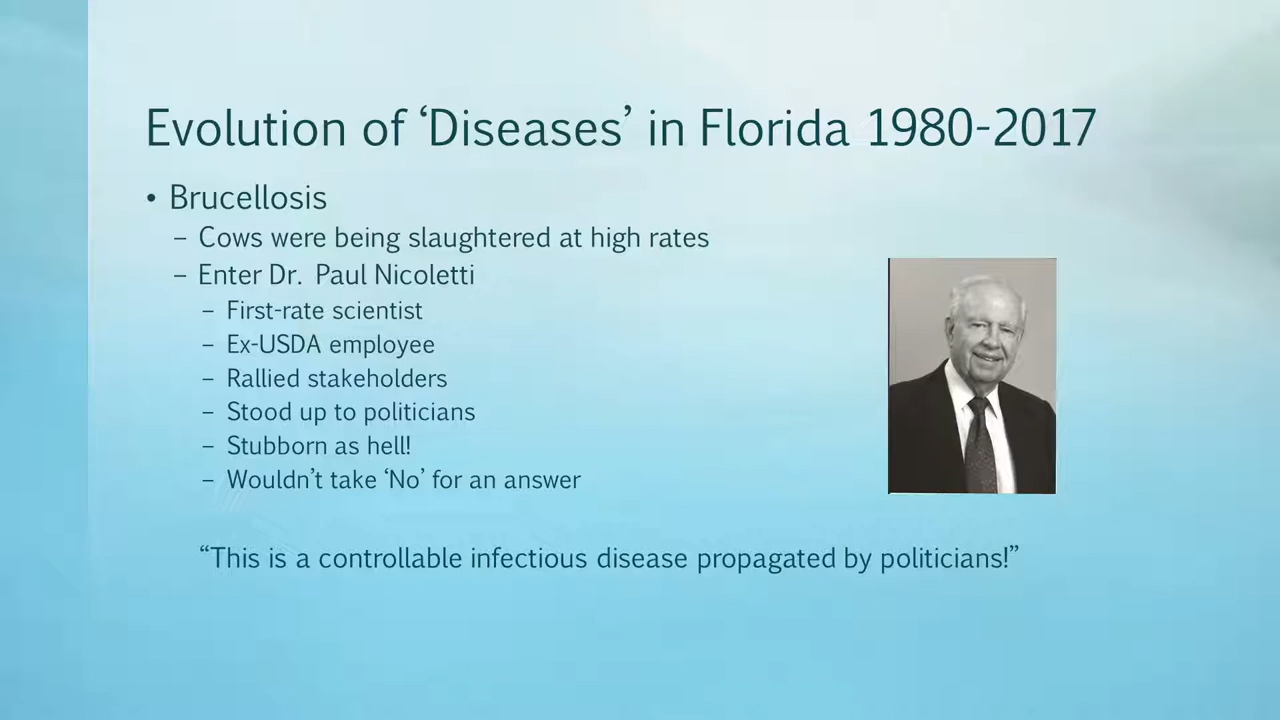 Evolution of ‘Diseases’ in Florida 1980-2017
• Brucellosis
– Cows were being slaughtered at high rates
– Enter Dr. Paul Nicoletti
– First-rate scientist
– Ex-USDA employee
– Rallied stakeholders
– Stood up to politicians
– Stubborn as hell!
– Wouldn’t take ‘No’ for an answer
“This is a controllable infectious disease propagated by politicians!”